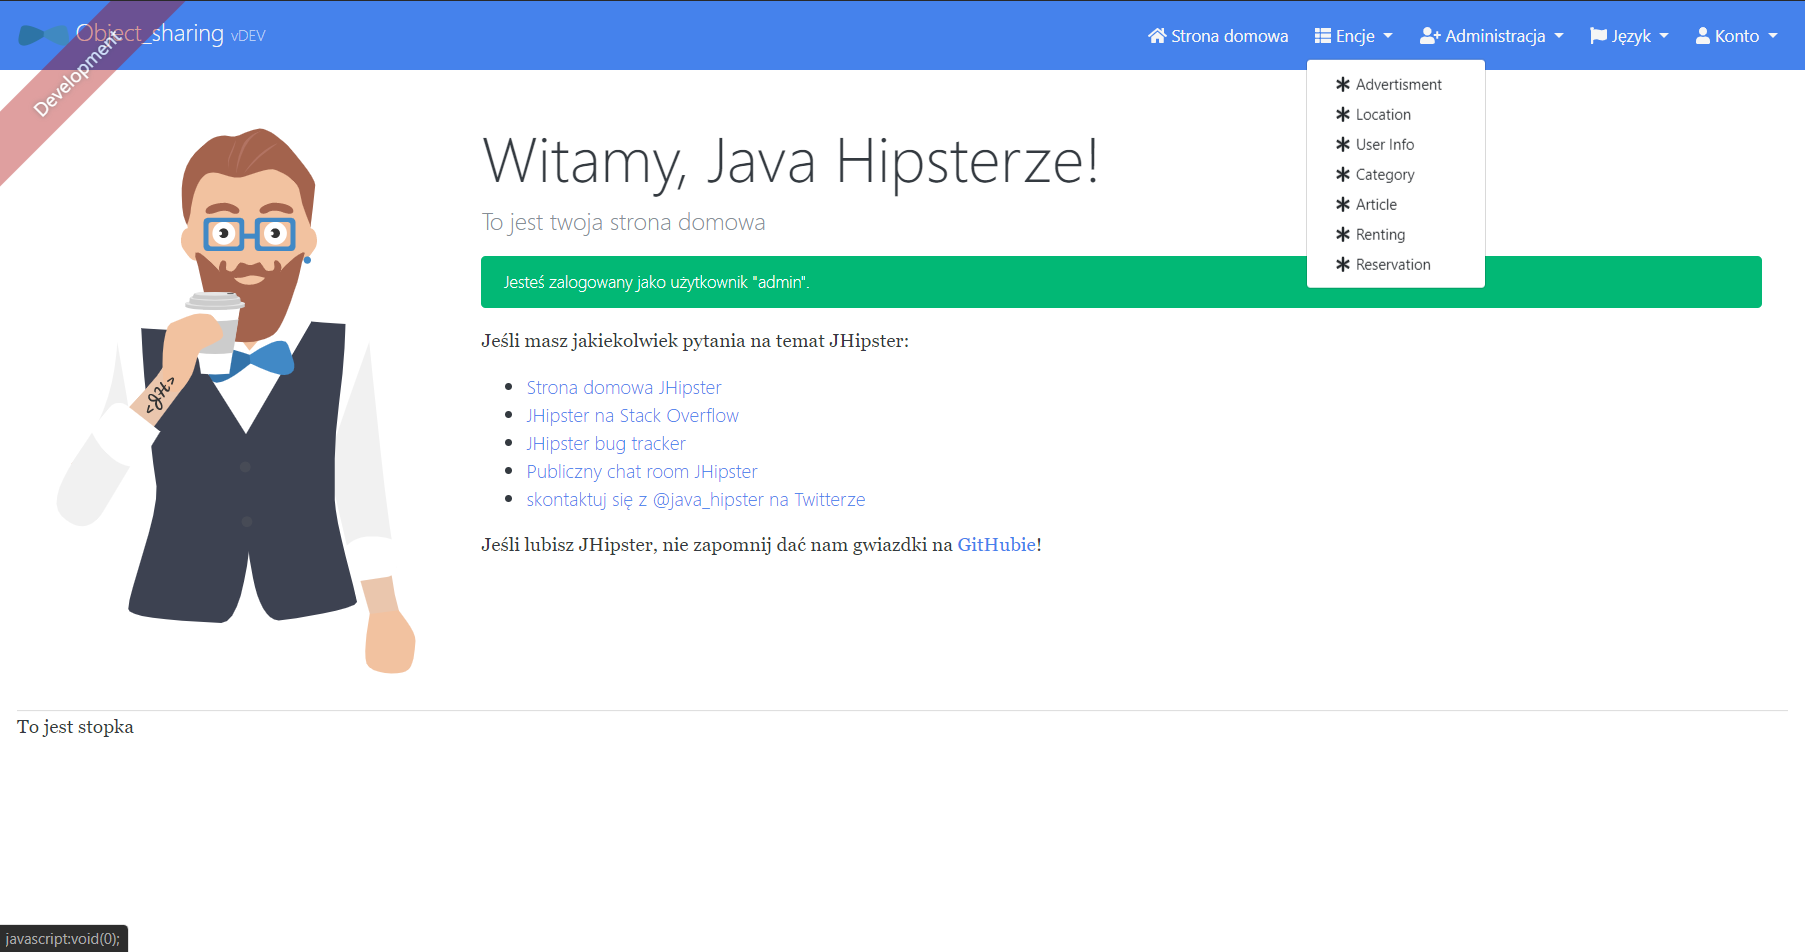 Object_sharing vDEV
Strona domowa
Encje
Administracja
Język
Konto
Development
Advertisment
Location
User Info
Category
Article
Renting
Reservation
Witamy, Java Hipsterze!
To jest twoja strona domowa
Jesteś zalogowany jako użytkownik "admin".
Jeśli masz jakiekolwiek pytania na temat JHipster:
Strona domowa JHipster
JHipster na Stack Overflow
JHipster bug tracker
Publiczny chat room JHipster
skontaktuj się z @java_hipster na Twitterze
Jeśli lubisz JHipster, nie zapomnij dać nam gwiazdki na GitHubie!
<JH>
To jest stopka
javascript:void(0);